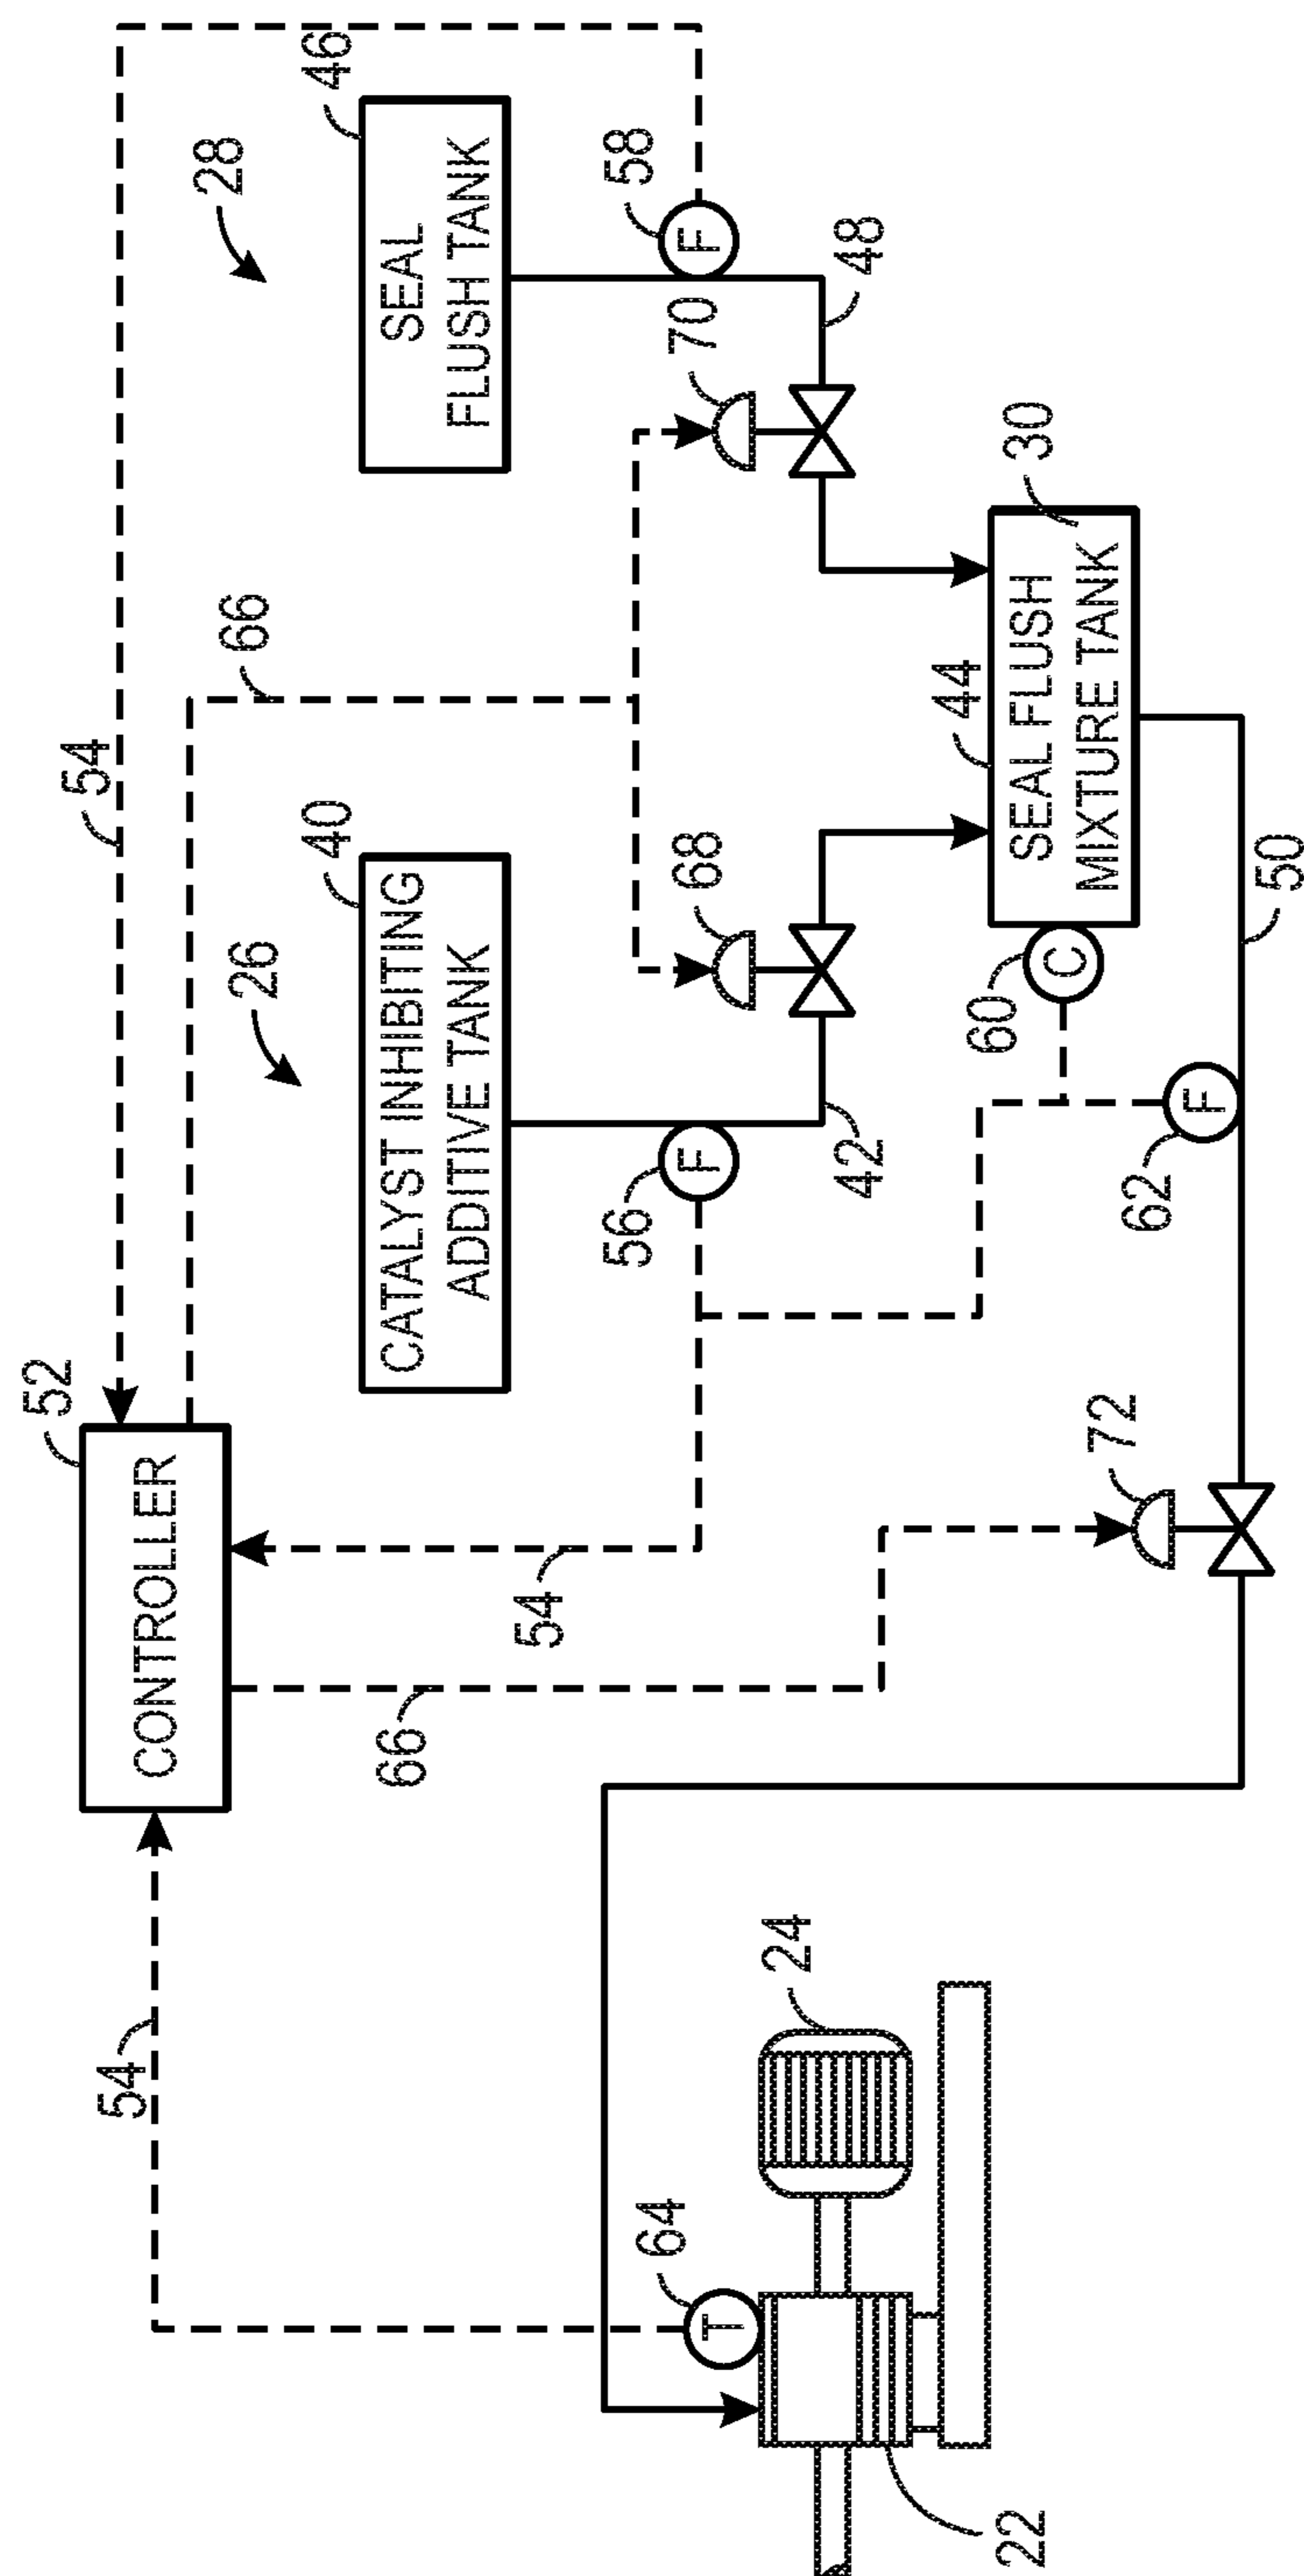 54
66
28
46
SEAL
FLUSH TANK
58
F
70
48
52
CONTROLLER
26
40
CATALYST INHIBITING
ADDITIVE TANK
56
F
68
42
54
66
44
30
SEAL FLUSH
MIXTURE TANK
60
C
62
F
50
72
54
64
T
24
22